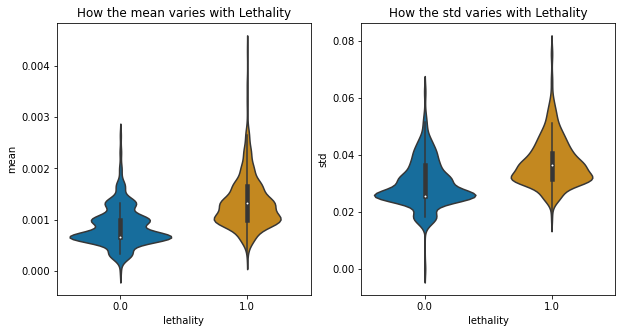 How the mean varies with Lethality
0.004
0.003
0.002
0.001
0.000
mean
0.0
1.0
lethality
How the std varies with Lethality
0.08
0.06
0.04
0.02
0.00
std
0.0
1.0
lethality